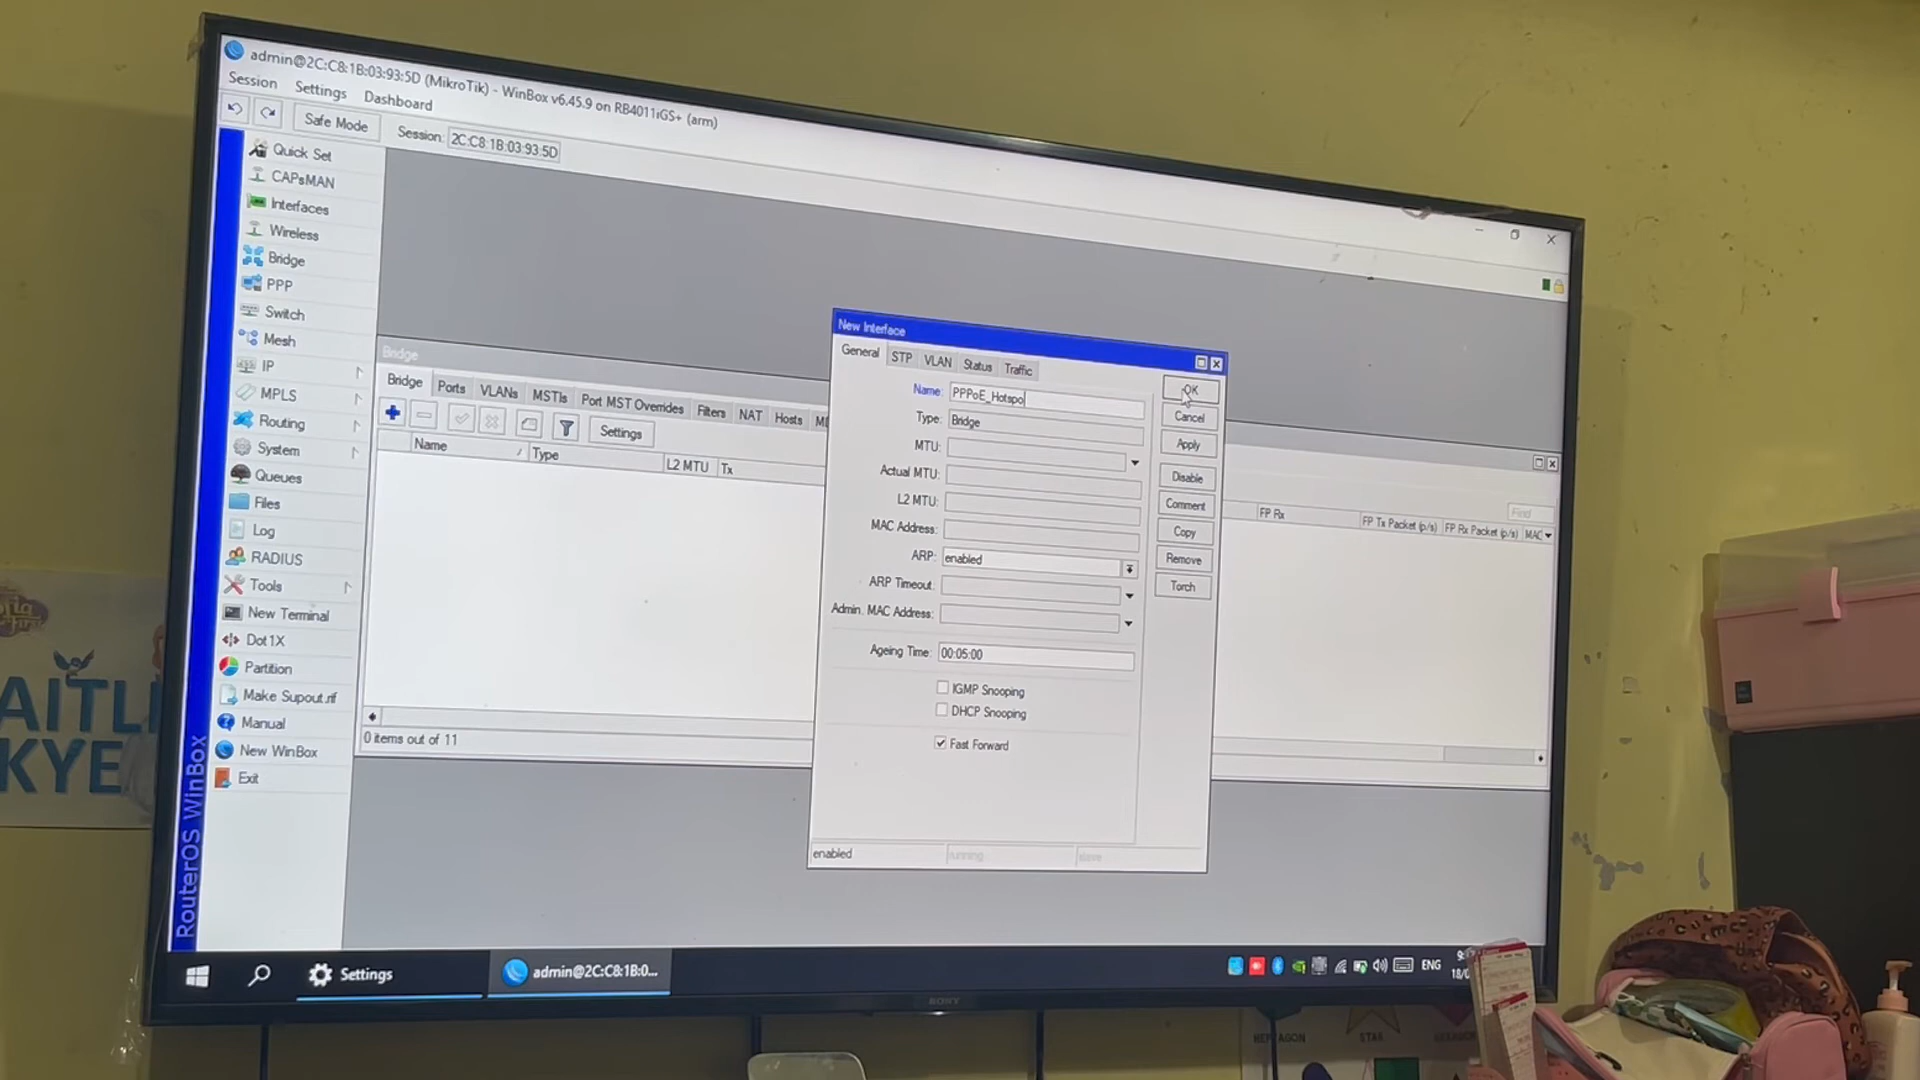 admin@2C:C8:1B:03:93:5D (MikroTik) - WinBox v6.45.9 on RB4011iGS+ (arm)
Session Settings Dashboard
Safe Mode Session: 2C:C8:1B:03:93:5D
Quick Set
CAPsMAN
Interfaces
Wireless
Bridge
PPP
Switch
Mesh
IP
MPLS
Routing
System
Queues
Files
Log
RADIUS
Tools
New Terminal
Dot1X
Partition
Make Supout.rif
Manual
New WinBox
Exit
RouterOS WinBox
Bridge
Bridge Ports VLANs MSTIs Port MST Overrides Filters NAT Hosts
Settings
Find
Name Type L2 MTU Tx FP Rx FP Tx Packet (p/s) FP Rx Packet (p/s) MAC
0 items out of 11
New Interface
General STP VLAN Status Traffic
Name: PPPoE_Hotspo
Type: Bridge
MTU:
Actual MTU:
L2 MTU:
MAC Address:
ARP: enabled
ARP Timeout:
Admin. MAC Address:
Ageing Time: 00:05:00
IGMP Snooping
DHCP Snooping
Fast Forward
enabled running slave
OK
Cancel
Apply
Disable
Comment
Copy
Remove
Torch
Settings
admin@2C:C8:1B:0...
ENG
SONY
AITL
KYE
STAR